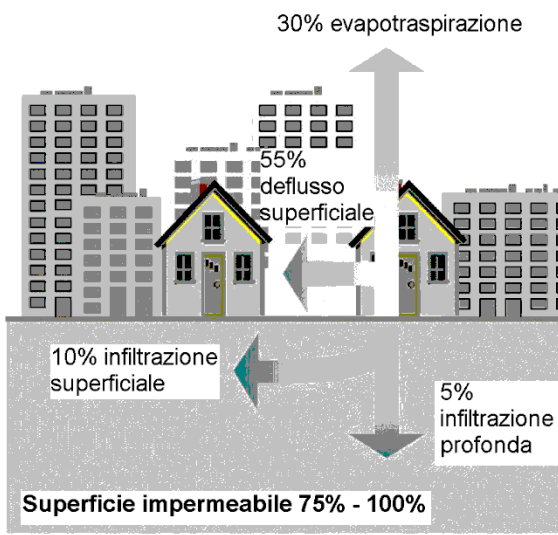 30% evapotraspirazione
55%
deflusso
superficiale
10% infiltrazione
superficiale
5%
infiltrazione
profonda
Superficie impermeabile 75% - 100%